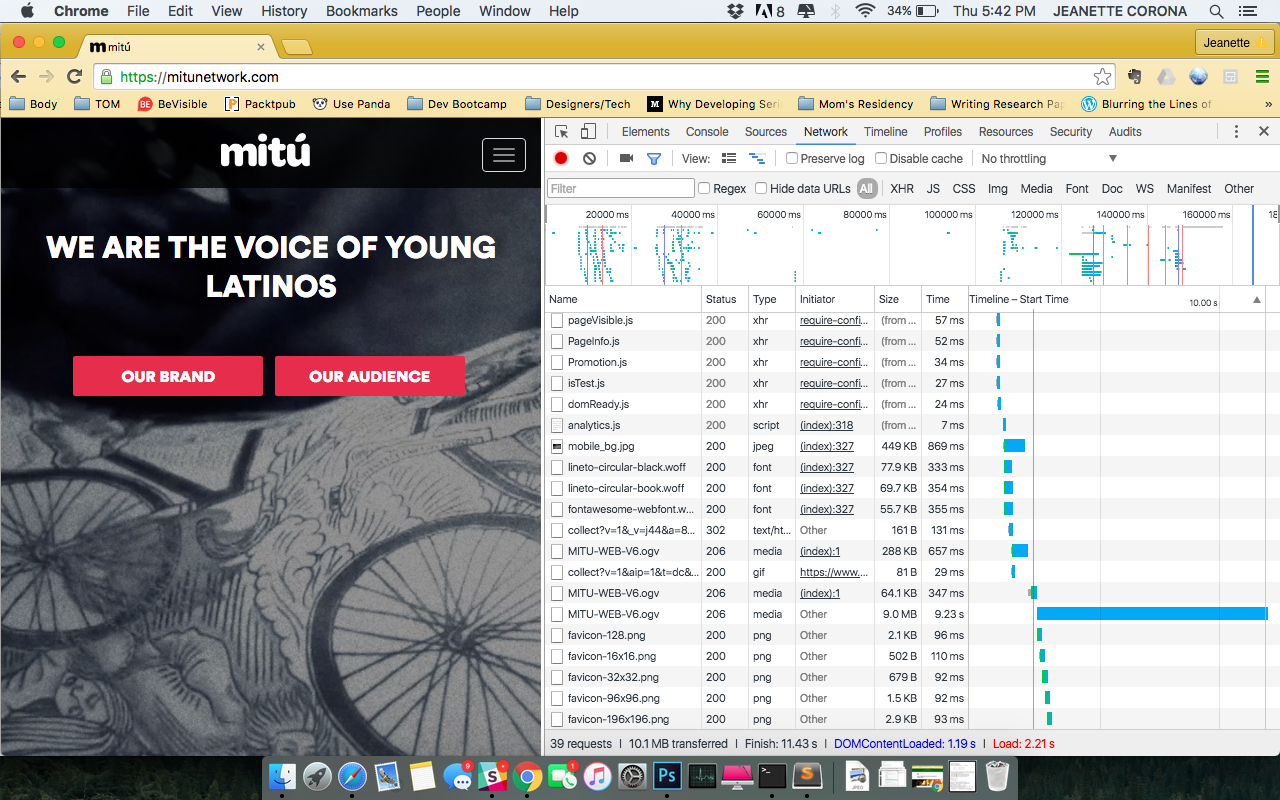 Chrome File Edit View History Bookmarks People Window Help 8 34% Thu 5:42 PM JEANETTE CORONA
m mitú Jeanette
https://mitunetwork.com
Body TOM BE BeVisible Packtpub Use Panda Dev Bootcamp Designers/Tech M Why Developing Seri Mom's Residency Writing Research Pap Blurring the Lines of »
mitú
WE ARE THE VOICE OF YOUNG
LATINOS
OUR BRAND OUR AUDIENCE
Elements Console Sources Network Timeline Profiles Resources Security Audits
View: Preserve log Disable cache No throttling
Filter Regex Hide data URLs All XHR JS CSS Img Media Font Doc WS Manifest Other
20000 ms 40000 ms 60000 ms 80000 ms 100000 ms 120000 ms 140000 ms 160000 ms 18
Name Status Type Initiator Size Time Timeline – Start Time 10.00 s
pageVisible.js 200 xhr require-confi... (from ... 57 ms
PageInfo.js 200 xhr require-confi... (from ... 52 ms
Promotion.js 200 xhr require-confi... (from ... 34 ms
isTest.js 200 xhr require-confi... (from ... 27 ms
domReady.js 200 xhr require-confi... (from ... 24 ms
analytics.js 200 script (index):318 (from ... 7 ms
mobile_bg.jpg 200 jpeg (index):327 449 KB 869 ms
lineto-circular-black.woff 200 font (index):327 77.9 KB 333 ms
lineto-circular-book.woff 200 font (index):327 69.7 KB 354 ms
fontawesome-webfont.w... 200 font (index):327 55.7 KB 355 ms
collect?v=1&_v=j44&a=8... 302 text/ht... Other 161 B 131 ms
MITU-WEB-V6.ogv 206 media (index):1 288 KB 657 ms
collect?v=1&aip=1&t=dc&... 200 gif https://www.... 81 B 29 ms
MITU-WEB-V6.ogv 206 media (index):1 64.1 KB 347 ms
MITU-WEB-V6.ogv 206 media Other 9.0 MB 9.23 s
favicon-128.png 200 png Other 2.1 KB 96 ms
favicon-16x16.png 200 png Other 502 B 110 ms
favicon-32x32.png 200 png Other 679 B 92 ms
favicon-96x96.png 200 png Other 1.5 KB 92 ms
favicon-196x196.png 200 png Other 2.9 KB 93 ms
39 requests | 10.1 MB transferred | Finish: 11.43 s | DOMContentLoaded: 1.19 s | Load: 2.21 s
9 S 1 Ps S JPEG